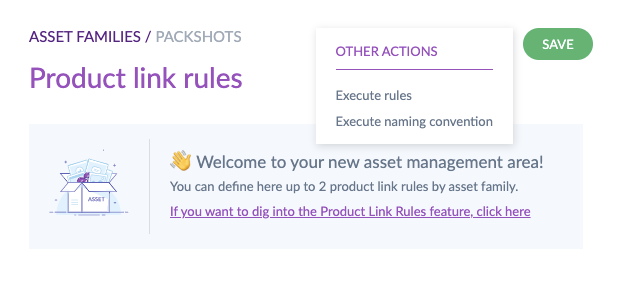 ASSET FAMILIES / PACKSHOTS
Product link rules
OTHER ACTIONS
Execute rules
Execute naming convention
SAVE
ASSET
👋 Welcome to your new asset management area!
You can define here up to 2 product link rules by asset family.
If you want to dig into the Product Link Rules feature, click here